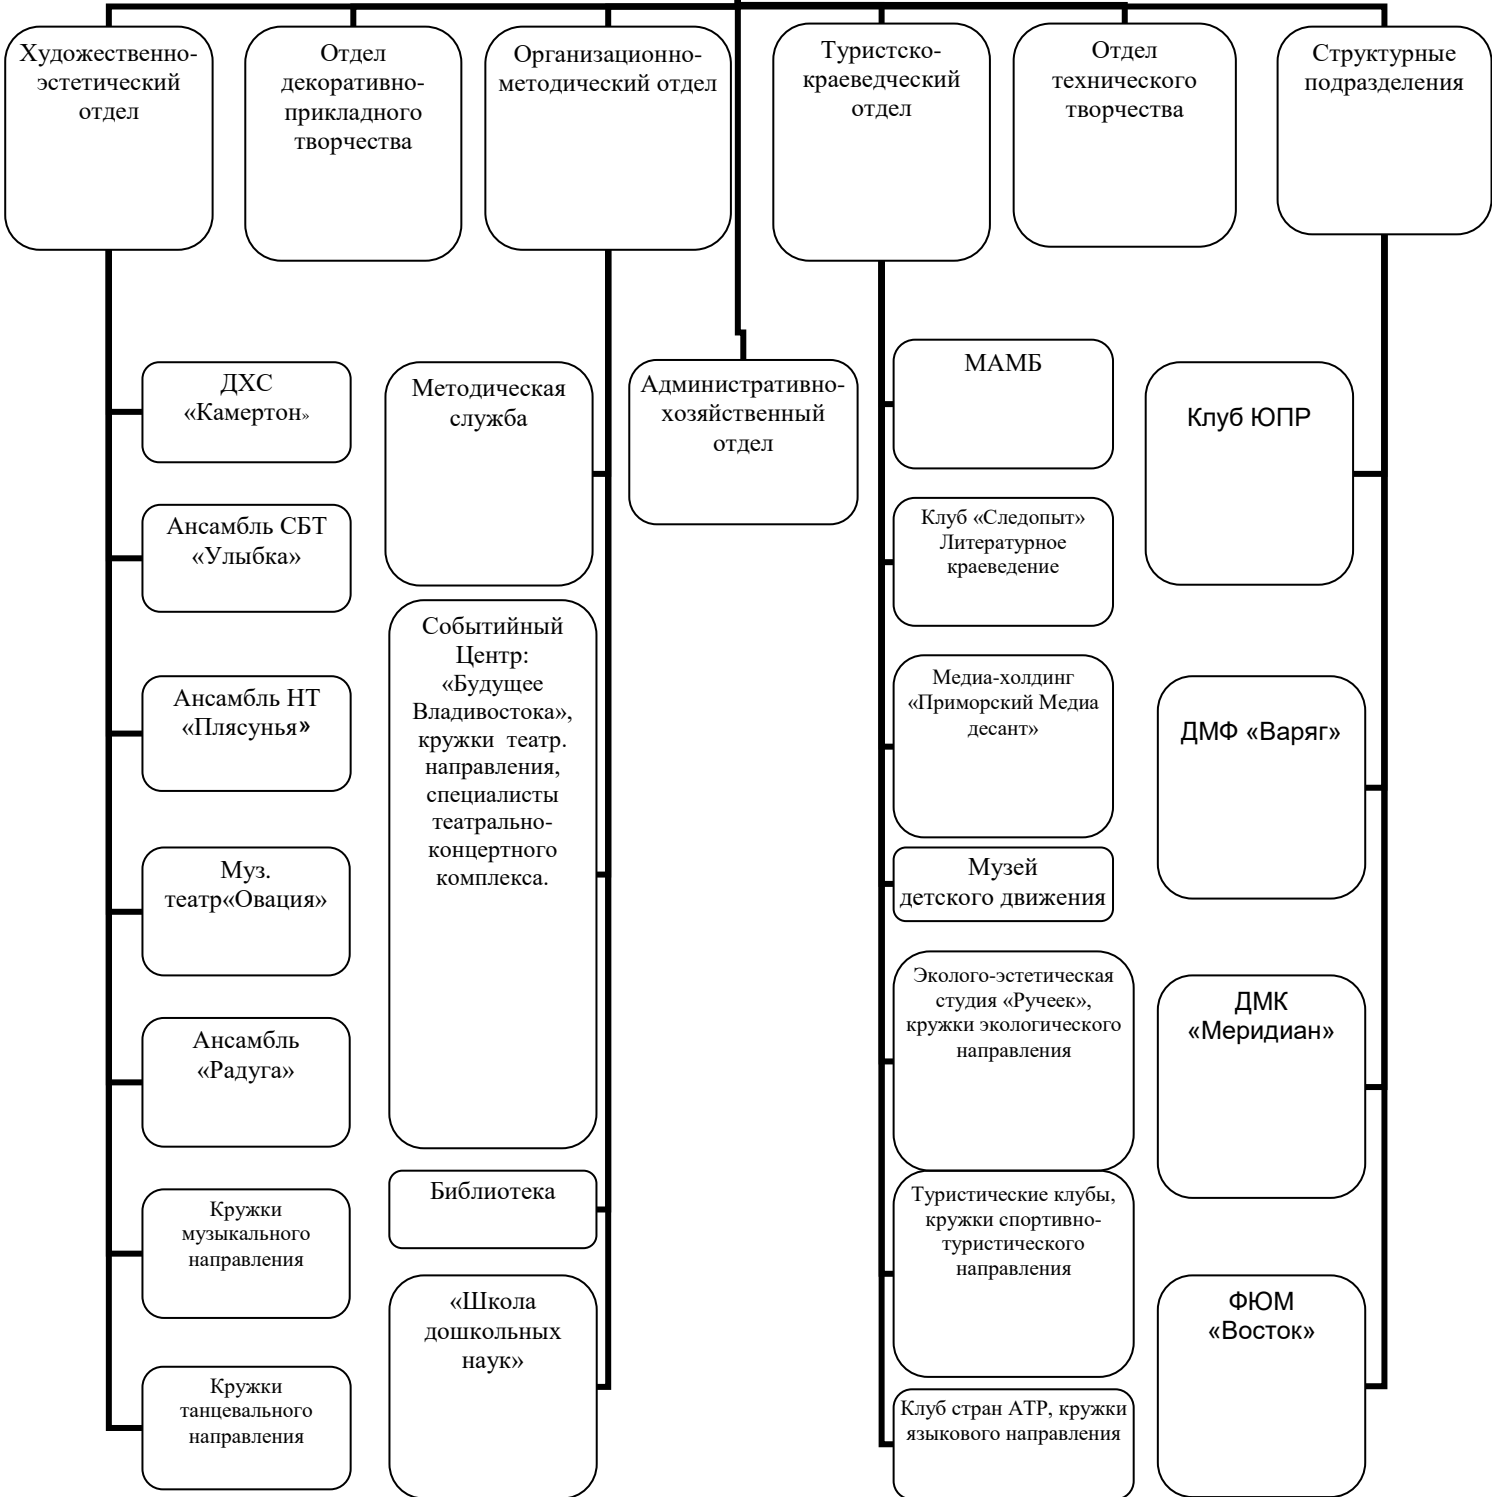 Художественно-
эстетический
отдел
Отдел
декоративно-
прикладного
творчества
Организационно-
методический отдел
Туристско-
краеведческий
отдел
Отдел
технического
творчества
Структурные
подразделения
ДХС
«Камертон»
Ансамбль СБТ
«Улыбка»
Ансамбль НТ
«Плясунья»
Муз.
театр«Овация»
Ансамбль
«Радуга»
Кружки
музыкального
направления
Кружки
танцевального
направления
Методическая
служба
Событийный
Центр:
«Будущее
Владивостока»,
кружки театр.
направления,
специалисты
театрально-
концертного
комплекса.
Библиотека
«Школа
дошкольных
наук»
Административно-
хозяйственный
отдел
МАМБ
Клуб «Следопыт»
Литературное
краеведение
Медиа-холдинг
«Приморский Медиа
десант»
Музей
детского движения
Эколого-эстетическая
студия «Ручеек»,
кружки экологического
направления
Туристические клубы,
кружки спортивно-
туристического
направления
Клуб стран АТР, кружки
языкового направления
Клуб ЮПР
ДМФ «Варяг»
ДМК
«Меридиан»
ФЮМ
«Восток»